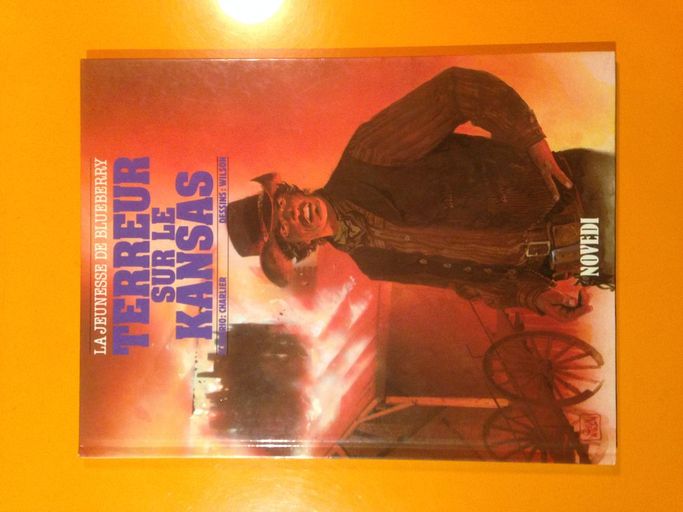 LA JEUNESSE DE BLUEBERRY
TERREUR
SUR LE
KANSAS
CHARLIER DESSINS: WILSON
NOVEDI